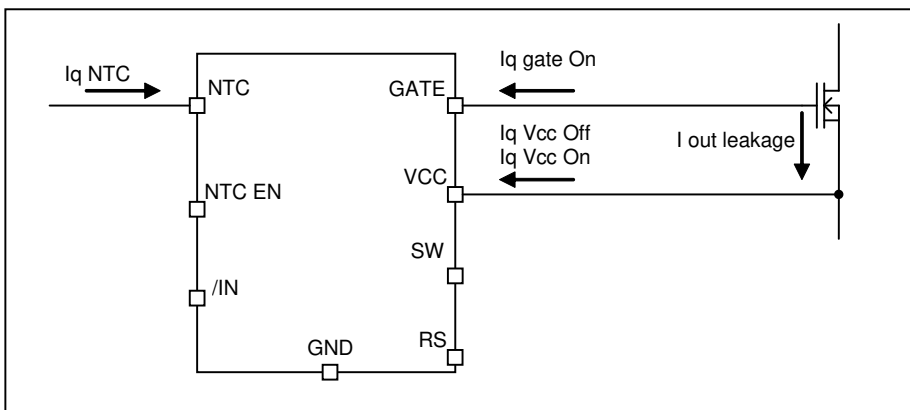 Iq NTC
NTC
GATE
Iq gate On
Iq Vcc Off
Iq Vcc On
I out leakage
VCC
NTC EN
SW
/IN
RS
GND